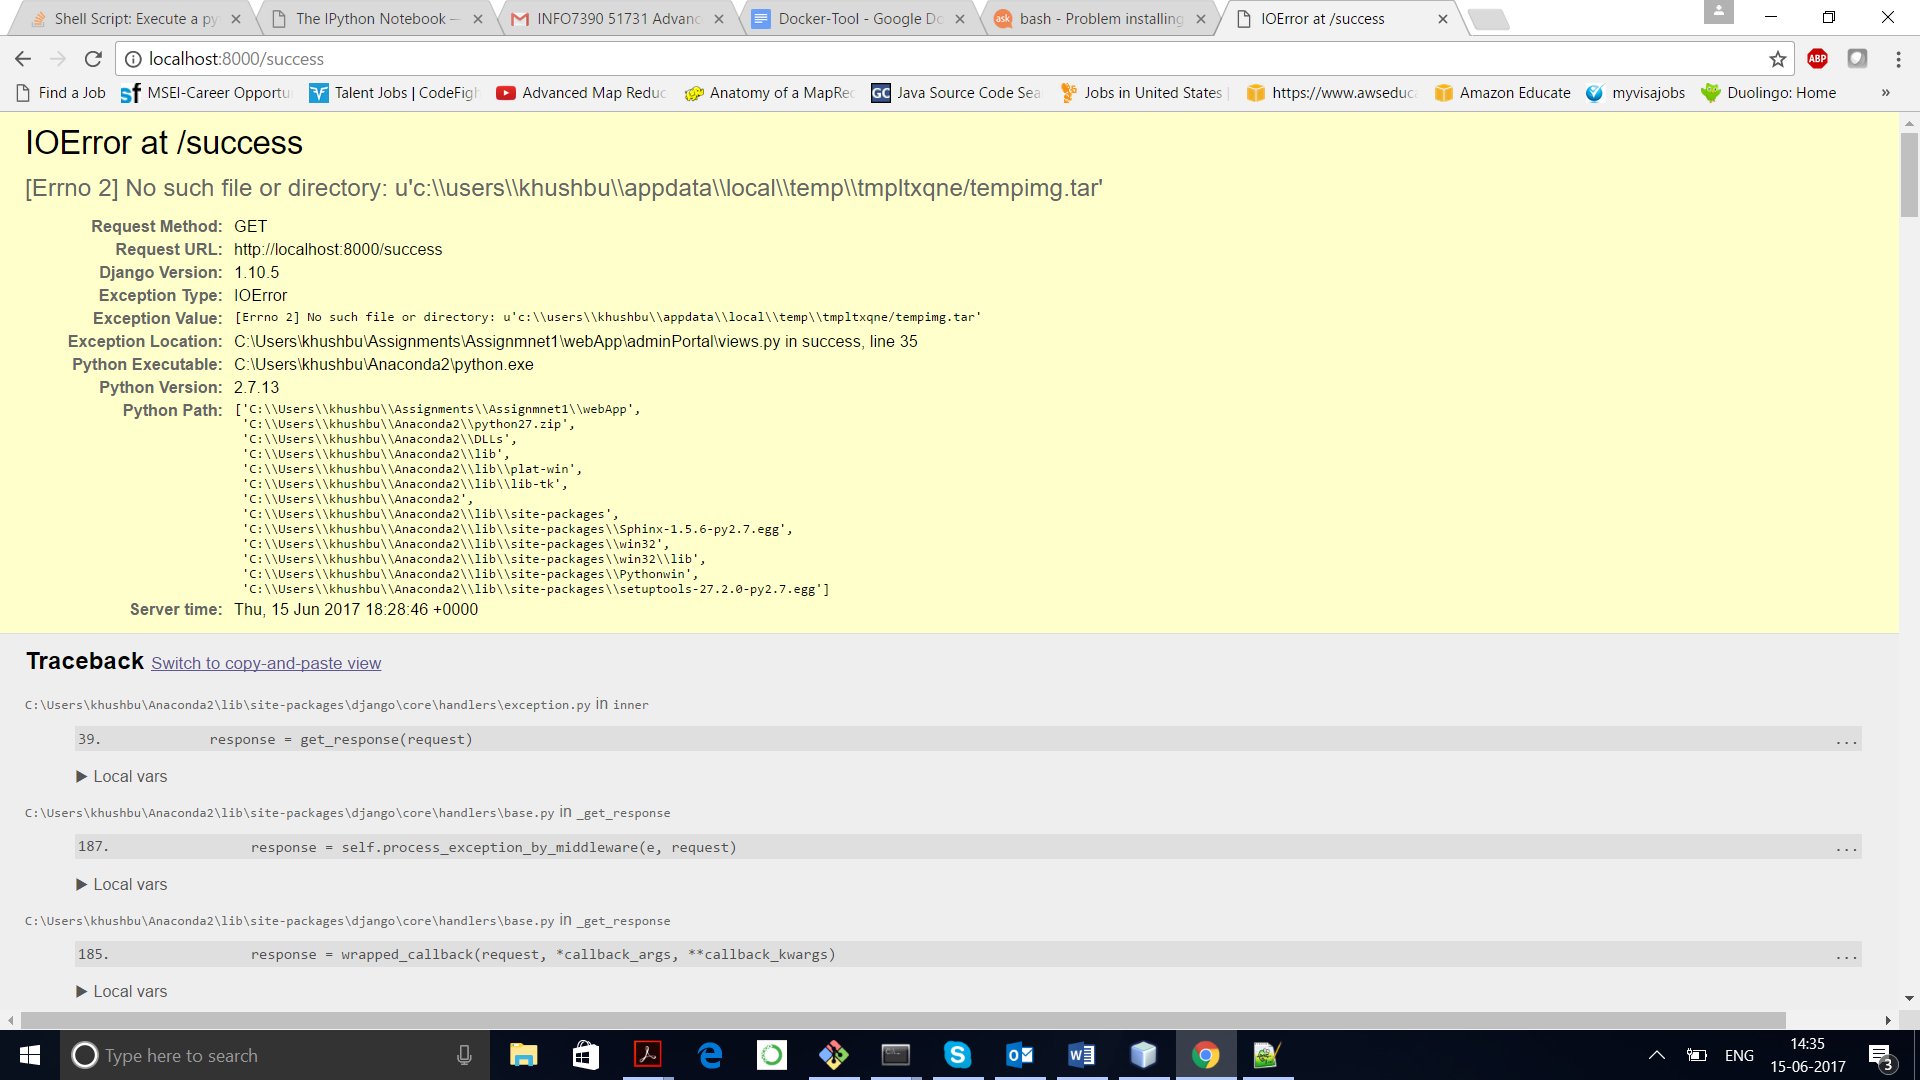 Shell Script: Execute a py
The IPython Notebook —
INFO7390 51731 Advanc
Docker-Tool - Google Do
bash - Problem installing
IOError at /success
localhost:8000/success
ABP
Find a Job
MSEI-Career Opportu
Talent Jobs | CodeFigh
Advanced Map Reduc
Anatomy of a MapRec
GC Java Source Code Sea
Jobs in United States
https://www.awseduca
Amazon Educate
myvisajobs
Duolingo: Home
»
IOError at /success
[Errno 2] No such file or directory: u'c:\\users\\khushbu\\appdata\\local\\temp\\tmpltxqne/tempimg.tar'
Request Method: GET
Request URL: http://localhost:8000/success
Django Version: 1.10.5
Exception Type: IOError
Exception Value: [Errno 2] No such file or directory: u'c:\\users\\khushbu\\appdata\\local\\temp\\tmpltxqne/tempimg.tar'
Exception Location: C:\Users\khushbu\Assignments\Assignmnet1\webApp\adminPortal\views.py in success, line 35
Python Executable: C:\Users\khushbu\Anaconda2\python.exe
Python Version: 2.7.13
Python Path: ['C:\\Users\\khushbu\\Assignments\\Assignmnet1\\webApp',
'C:\\Users\\khushbu\\Anaconda2\\python27.zip',
'C:\\Users\\khushbu\\Anaconda2\\DLLs',
'C:\\Users\\khushbu\\Anaconda2\\lib',
'C:\\Users\\khushbu\\Anaconda2\\lib\\plat-win',
'C:\\Users\\khushbu\\Anaconda2\\lib\\lib-tk',
'C:\\Users\\khushbu\\Anaconda2',
'C:\\Users\\khushbu\\Anaconda2\\lib\\site-packages',
'C:\\Users\\khushbu\\Anaconda2\\lib\\site-packages\\Sphinx-1.5.6-py2.7.egg',
'C:\\Users\\khushbu\\Anaconda2\\lib\\site-packages\\win32',
'C:\\Users\\khushbu\\Anaconda2\\lib\\site-packages\\win32\\lib',
'C:\\Users\\khushbu\\Anaconda2\\lib\\site-packages\\Pythonwin',
'C:\\Users\\khushbu\\Anaconda2\\lib\\site-packages\\setuptools-27.2.0-py2.7.egg']
Server time: Thu, 15 Jun 2017 18:28:46 +0000
Traceback Switch to copy-and-paste view
C:\Users\khushbu\Anaconda2\lib\site-packages\django\core\handlers\exception.py in inner
39. response = get_response(request) ...
▶ Local vars
C:\Users\khushbu\Anaconda2\lib\site-packages\django\core\handlers\base.py in _get_response
187. response = self.process_exception_by_middleware(e, request) ...
▶ Local vars
C:\Users\khushbu\Anaconda2\lib\site-packages\django\core\handlers\base.py in _get_response
185. response = wrapped_callback(request, *callback_args, **callback_kwargs) ...
▶ Local vars
Type here to search
ENG
14:35
15-06-2017
3